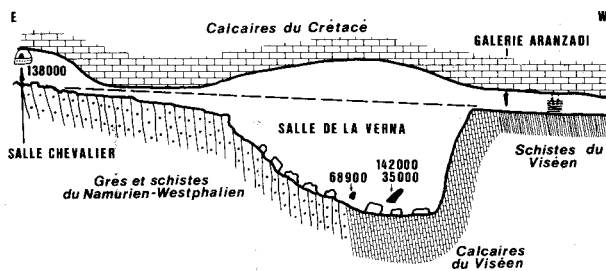 E
Calcaires du Crétacé
W
GALERIE ARANZADI
138000
SALLE DE LA VERNA
SALLE CHEVALIER
Schistes du
Viséen
142000
68900
35000
Gres et schistes
du Namurien-Westphalien
Calcaires
du Viséen